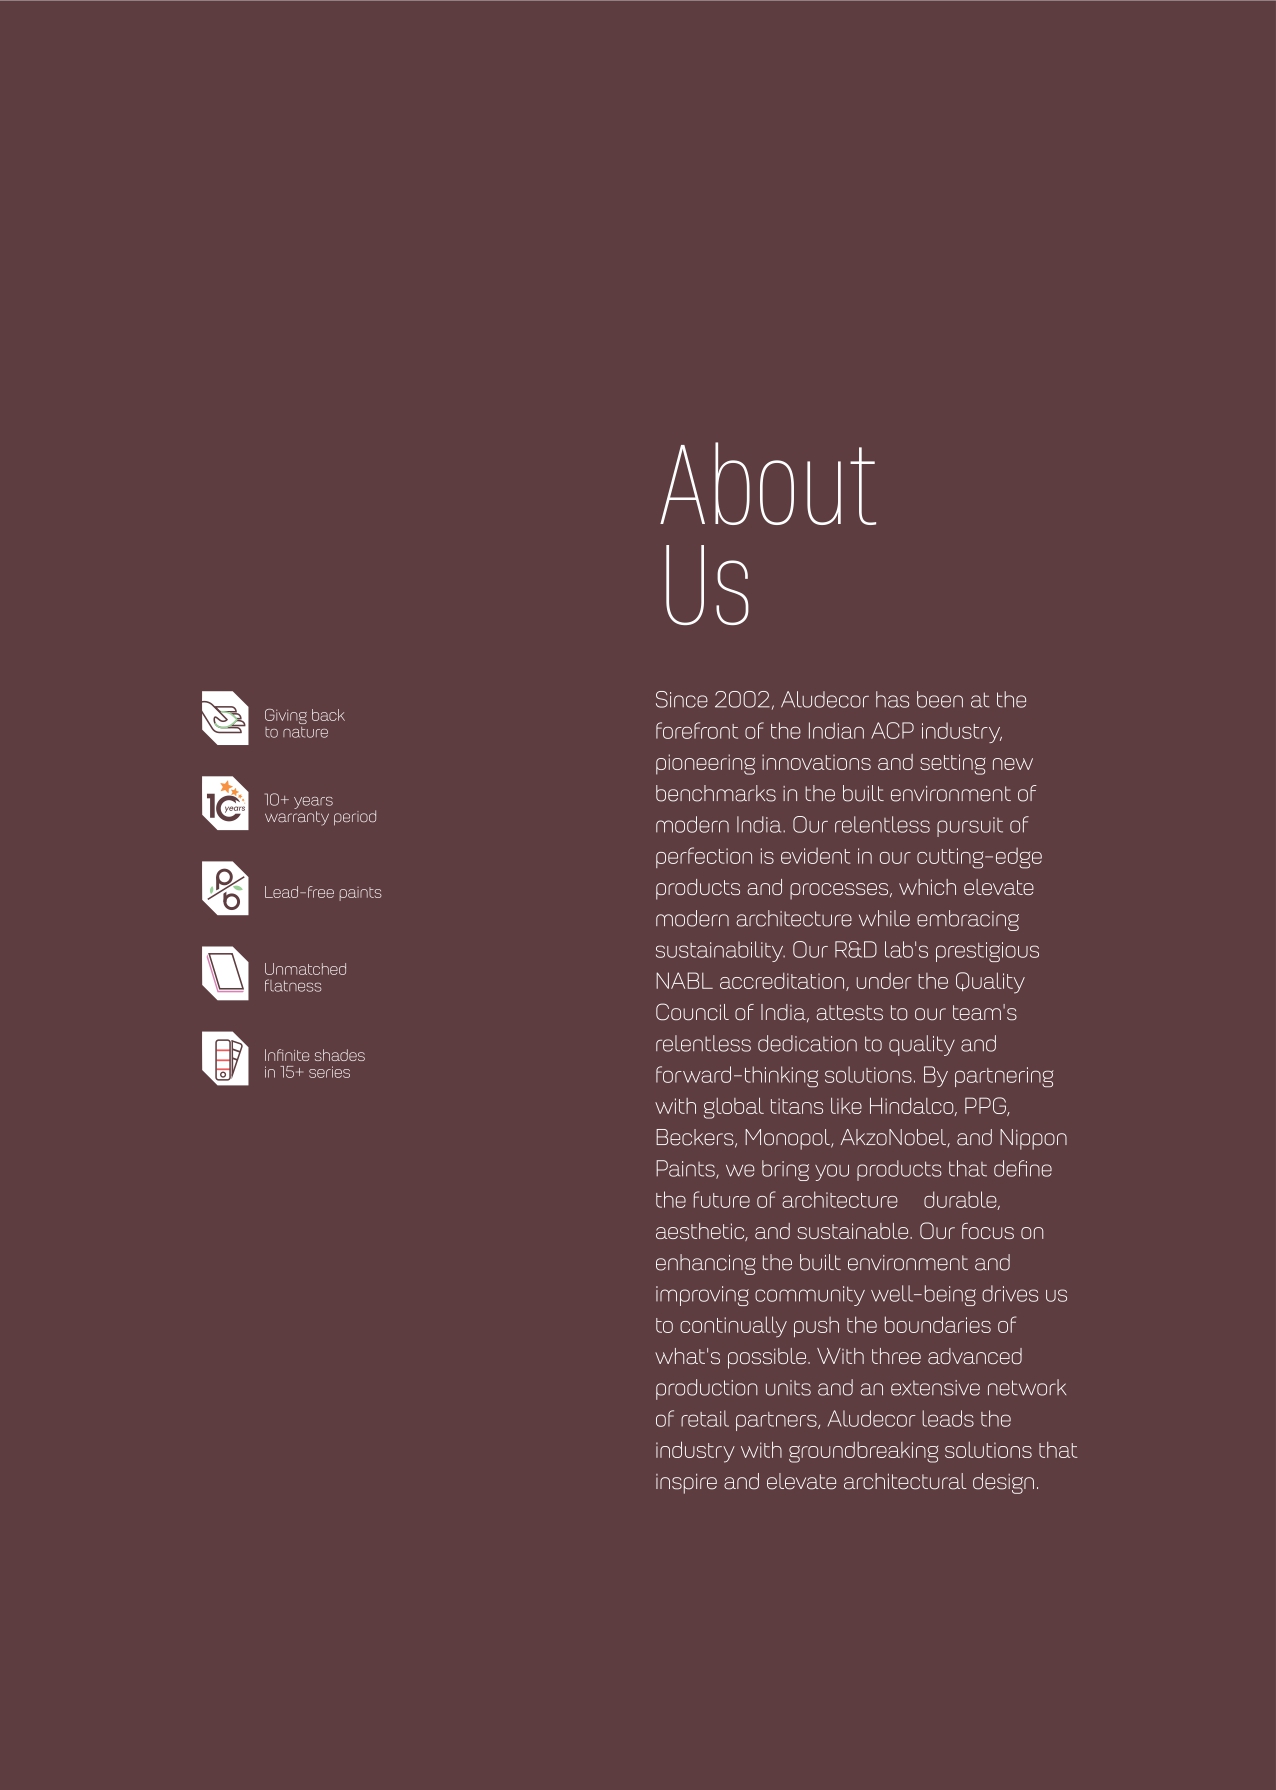 About
Us
Giving back
to nature
10 years
10+ years
warranty period
pb
Lead-free paints
Unmatched
flatness
Infinite shades
in 15+ series
Since 2002, Aludecor has been at the
forefront of the Indian ACP industry,
pioneering innovations and setting new
benchmarks in the built environment of
modern India. Our relentless pursuit of
perfection is evident in our cutting-edge
products and processes, which elevate
modern architecture while embracing
sustainability. Our R&D lab's prestigious
NABL accreditation, under the Quality
Council of India, attests to our team's
relentless dedication to quality and
forward-thinking solutions. By partnering
with global titans like Hindalco, PPG,
Beckers, Monopol, AkzoNobel, and Nippon
Paints, we bring you products that define
the future of architecture durable,
aesthetic, and sustainable. Our focus on
enhancing the built environment and
improving community well-being drives us
to continually push the boundaries of
what's possible. With three advanced
production units and an extensive network
of retail partners, Aludecor leads the
industry with groundbreaking solutions that
inspire and elevate architectural design.